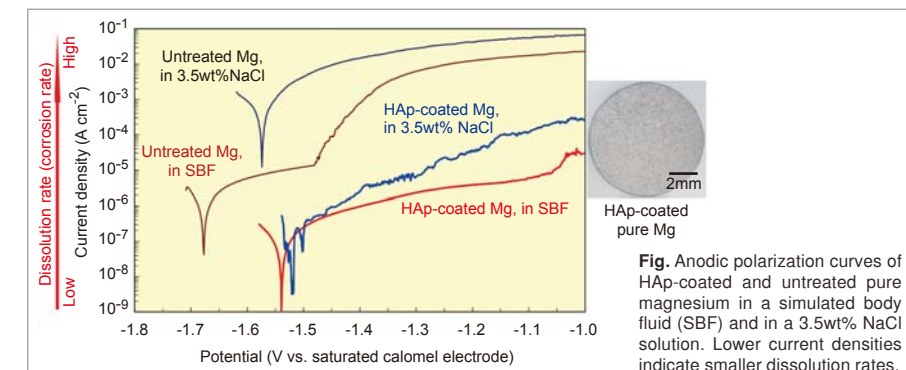 Dissolution rate (corrosion rate)
Low
High
Current density (A cm-2)
10-1
10-2
10-3
10-4
10-5
10-6
10-7
10-8
10-9
Untreated Mg,
in 3.5wt%NaCl
Untreated Mg,
in SBF
HAp-coated Mg,
in 3.5wt% NaCl
HAp-coated Mg, in SBF
-1.8 -1.7 -1.6 -1.5 -1.4 -1.3 -1.2 -1.1 -1.0
Potential (V vs. saturated calomel electrode)
2mm
HAp-coated
pure Mg
Fig. Anodic polarization curves of
HAp-coated and untreated pure
magnesium in a simulated body
fluid (SBF) and in a 3.5wt% NaCl
solution. Lower current densities
indicate smaller dissolution rates.